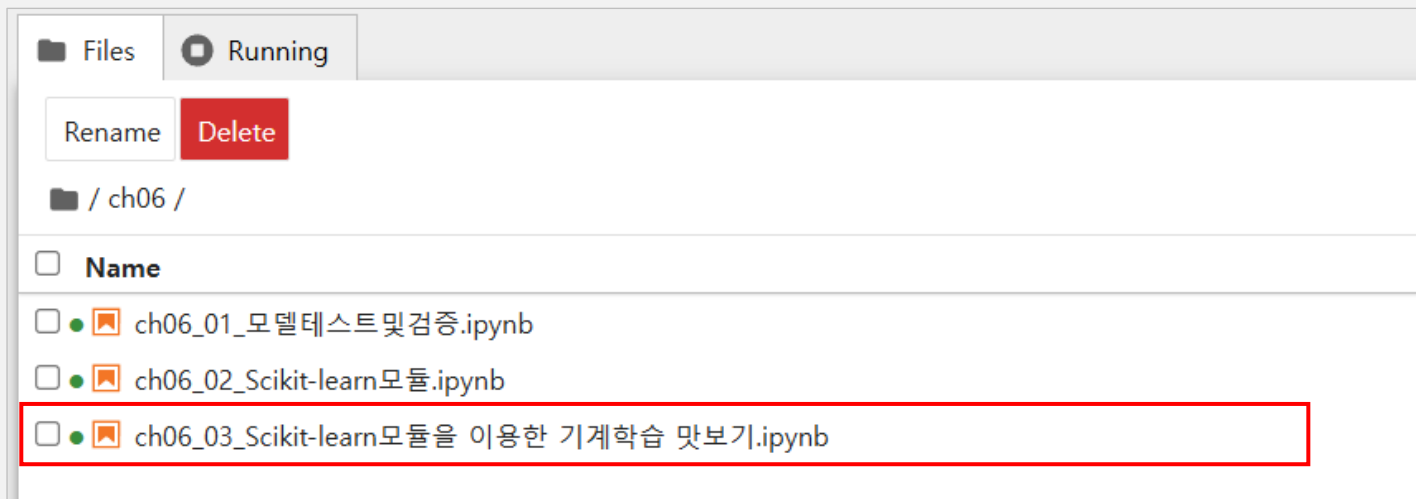 Files Running
Rename Delete
/ ch06 /
Name
ch06_01_모델테스트및검증.ipynb
ch06_02_Scikit-learn모듈.ipynb
ch06_03_Scikit-learn모듈을 이용한 기계학습 맛보기.ipynb